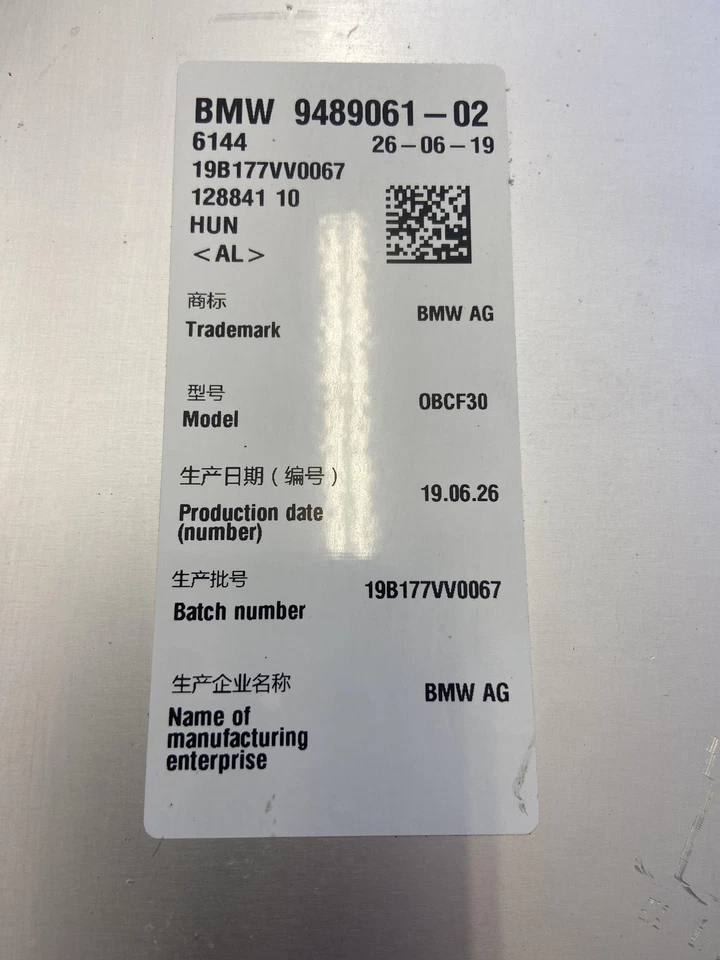 BMW 9489061-02
6144 26-06-19
19B177VV0067
128841 10
HUN
<AL>
商标
Trademark BMW AG
型号
Model OBCF30
生产日期(编号)
Production date 19.06.26
(number)
生产批号
Batch number 19B177VV0067
生产企业名称
Name of BMW AG
manufacturing
enterprise